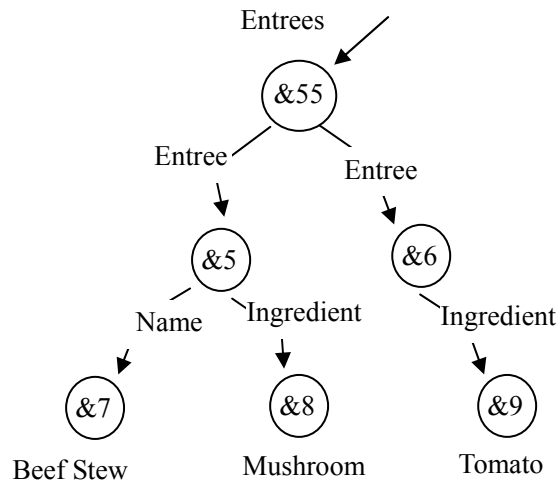 Entrees
&55
Entree
Entree
&5
&6
Name
Ingredient
Ingredient
&7
&8
&9
Beef Stew
Mushroom
Tomato